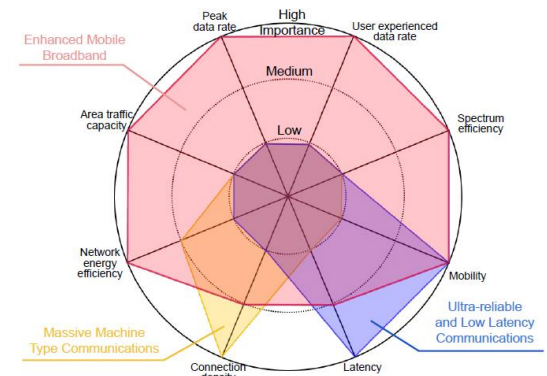 Peak
data rate
High
Importance
User experienced
data rate
Enhanced Mobile
Broadband
Medium
Area traffic
capacity
Low
Spectrum
efficiency
Network
energy
efficiency
Mobility
Ultra-reliable
and Low Latency
Communications
Massive Machine
Type Communications
Connection
Latency